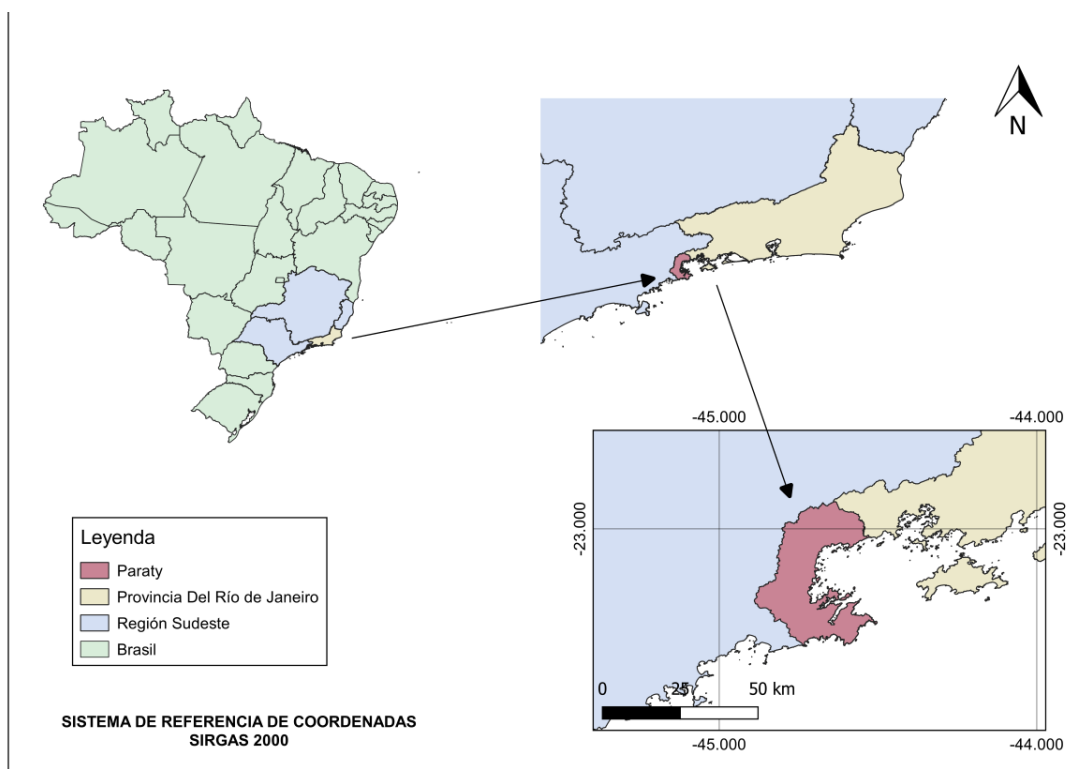 N
-45.000
-44.000
-23.000
-23.000
Leyenda
Paraty
Provincia Del Río de Janeiro
Región Sudeste
Brasil
0 25 50 km
SISTEMA DE REFERENCIA DE COORDENADAS
SIRGAS 2000
-45.000
-44.000